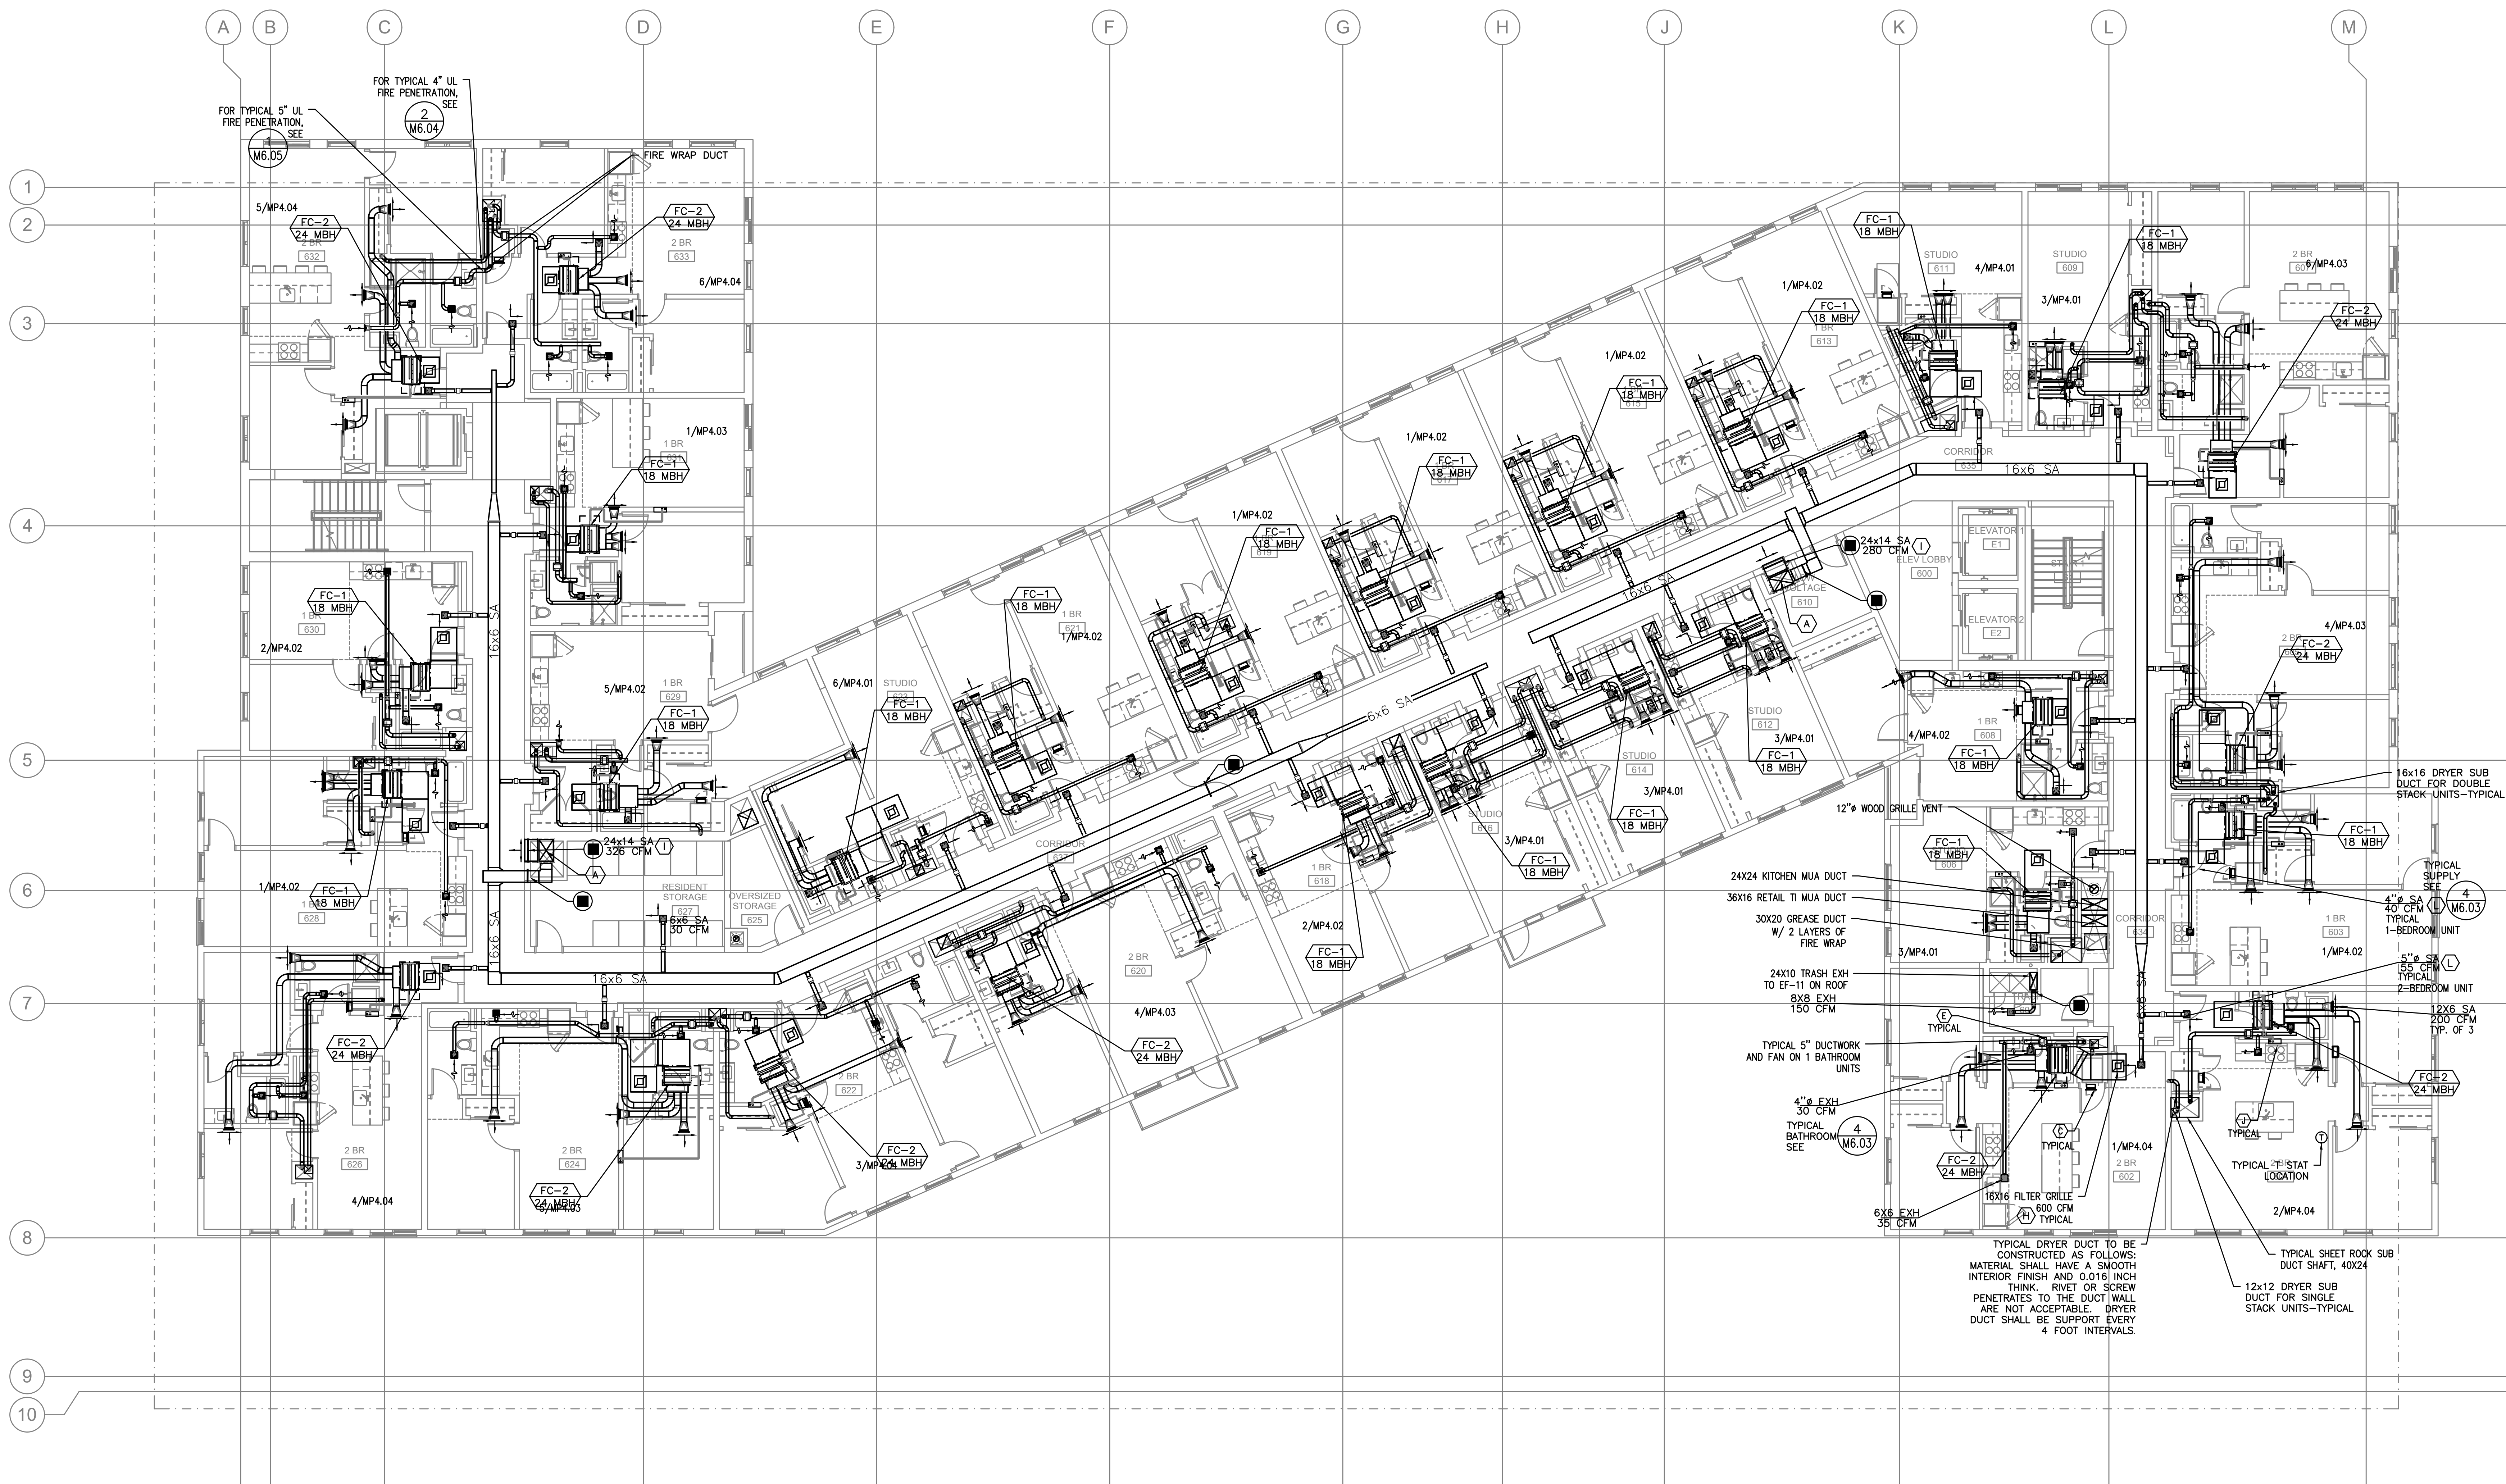 A
B
C
D
E
F
G
H
J
K
L
M
1
2
3
4
5
6
7
8
9
10
FOR TYPICAL 4" UL
FIRE PENETRATION,
SEE
2
M6.04
FOR TYPICAL 5" UL
FIRE PENETRATION,
SEE
1
M6.05
FIRE WRAP DUCT
5/MP4.04
FC-2
24 MBH
2 BR
632
FC-2
24 MBH
2 BR
633
6/MP4.04
1/MP4.03
1 BR
631
FC-1
18 MBH
FC-1
18 MBH
1 BR
630
2/MP4.02
16x6 SA
5/MP4.02
1 BR
629
FC-1
18 MBH
24x14 SA
326 CFM
I
A
1/MP4.02
FC-1
18 MBH
1 BR
628
16x6 SA
RESIDENT
STORAGE
627
6x6 SA
30 CFM
OVERSIZED
STORAGE
625
16x6 SA
FC-2
24 MBH
2 BR
626
4/MP4.04
2 BR
624
FC-2
24 MBH
5/MP4.03
2 BR
622
FC-2
24 MBH
3/MP4.04
6/MP4.01
STUDIO
623
FC-1
18 MBH
FC-1
18 MBH
1 BR
621
1/MP4.02
1/MP4.02
FC-1
18 MBH
619
1/MP4.02
FC-1
18 MBH
617
1/MP4.02
FC-1
18 MBH
615
1/MP4.02
FC-1
18 MBH
1 BR
613
CORRIDOR
637
6x6 SA
16x6 SA
2 BR
620
4/MP4.03
FC-2
24 MBH
1 BR
618
2/MP4.02
FC-1
18 MBH
STUDIO
616
3/MP4.01
FC-1
18 MBH
STUDIO
614
3/MP4.01
FC-1
18 MBH
STUDIO
612
3/MP4.01
FC-1
18 MBH
24x14 SA
280 CFM
I
610
A
ELEV LOBBY
600
ELEVATOR 1
E1
ELEVATOR 2
E2
FC-1
18 MBH
STUDIO
611
4/MP4.01
STUDIO
609
3/MP4.01
FC-1
18 MBH
2 BR
6/MP4.03
FC-2
24 MBH
CORRIDOR
635
16x6 SA
4/MP4.03
2 BR
FC-2
24 MBH
1 BR
608
4/MP4.02
FC-1
18 MBH
16x16 DRYER SUB
DUCT FOR DOUBLE
STACK UNITS-TYPICAL
12"ø WOOD GRILLE VENT
FC-1
18 MBH
606
FC-1
18 MBH
24X24 KITCHEN MUA DUCT
36X16 RETAIL TI MUA DUCT
30X20 GREASE DUCT
W/ 2 LAYERS OF
FIRE WRAP
3/MP4.01
CORRIDOR
634
TYPICAL
SUPPLY
SEE
4
M6.03
4"ø SA
40 CFM
L
TYPICAL
1-BEDROOM UNIT
1 BR
603
1/MP4.02
5"ø SA
55 CFM
L
TYPICAL
2-BEDROOM UNIT
24X10 TRASH EXH
TO EF-11 ON ROOF
8X8 EXH
150 CFM
E
TYPICAL
12X6 SA
200 CFM
TYP. OF 3
TYPICAL 5" DUCTWORK
AND FAN ON 1 BATHROOM
UNITS
FC-2
24 MBH
4"ø EXH
30 CFM
TYPICAL
BATHROOM
SEE
4
M6.03
FC-2
24 MBH
C
TYPICAL
1/MP4.04
2 BR
602
J
TYPICAL
T
TYPICAL T STAT
LOCATION
16X16 FILTER GRILLE
600 CFM
TYPICAL
H
6X6 EXH
35 CFM
2/MP4.04
TYPICAL DRYER DUCT TO BE
CONSTRUCTED AS FOLLOWS:
MATERIAL SHALL HAVE A SMOOTH
INTERIOR FINISH AND 0.016 INCH
THINK. RIVET OR SCREW
PENETRATES TO THE DUCT WALL
ARE NOT ACCEPTABLE. DRYER
DUCT SHALL BE SUPPORT EVERY
4 FOOT INTERVALS.
TYPICAL SHEET ROCK SUB
DUCT SHAFT, 40X24
12x12 DRYER SUB
DUCT FOR SINGLE
STACK UNITS-TYPICAL